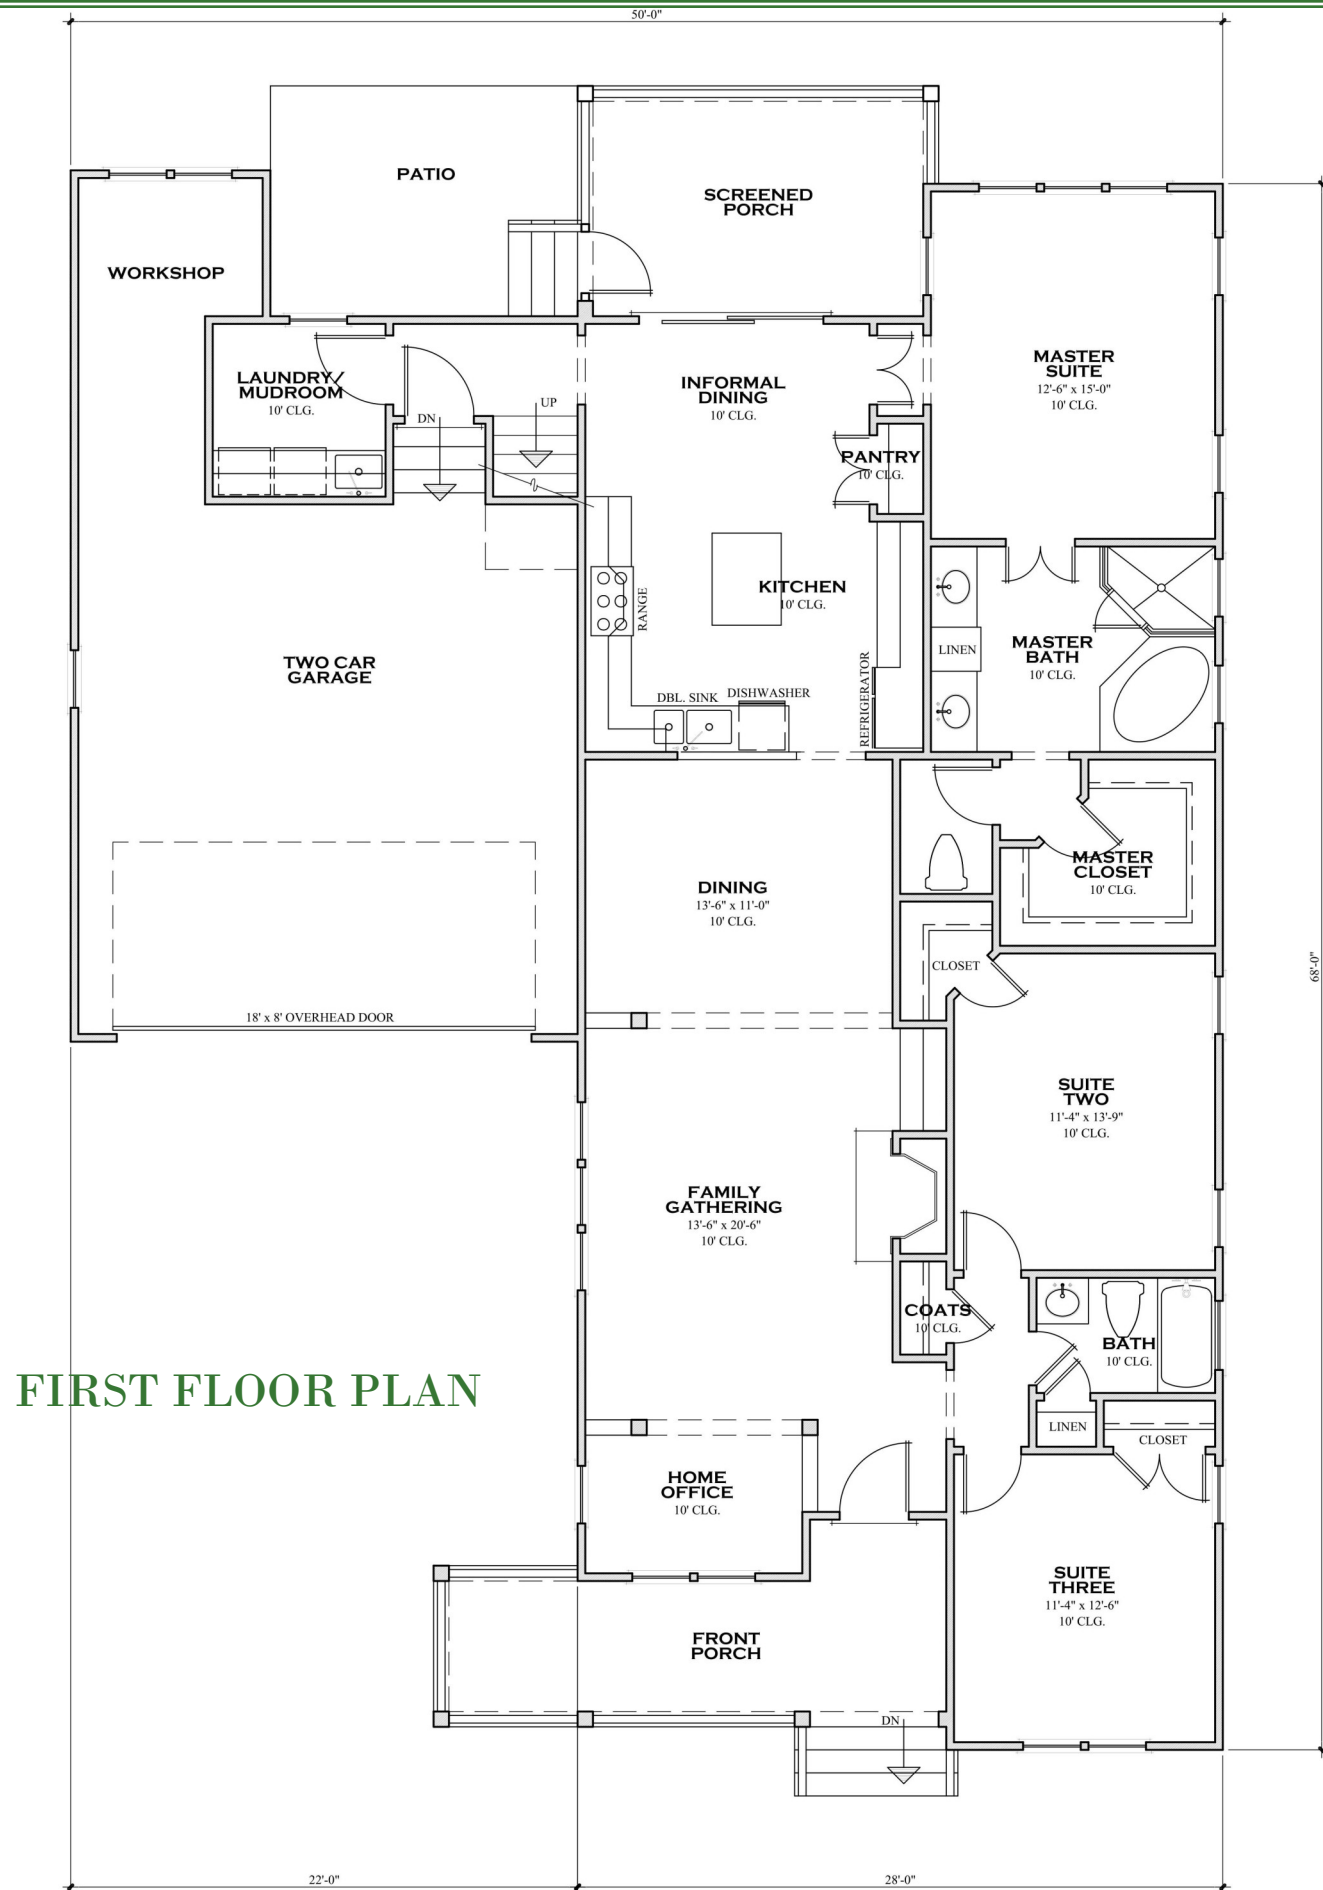 50'-0"
PATIO
SCREENED
PORCH
WORKSHOP
LAUNDRY/
MUDROOM
10' CLG.
DN
UP
INFORMAL
DINING
10' CLG.
MASTER
SUITE
12'-6" x 15'-0"
10' CLG.
PANTRY
10' CLG.
KITCHEN
10' CLG.
RANGE
TWO CAR
GARAGE
LINEN
MASTER
BATH
10' CLG.
REFRIGERATOR
DBL. SINK
DISHWASHER
MASTER
CLOSET
10' CLG.
DINING
13'-6" x 11'-0"
10' CLG.
CLOSET
68'-0"
18' x 8' OVERHEAD DOOR
SUITE
TWO
11'-4" x 13'-9"
10' CLG.
FAMILY
GATHERING
13'-6" x 20'-6"
10' CLG.
COATS
10' CLG.
BATH
10' CLG.
FIRST FLOOR PLAN
LINEN
CLOSET
HOME
OFFICE
10' CLG.
SUITE
THREE
11'-4" x 12'-6"
10' CLG.
FRONT
PORCH
DN
22'-0"
28'-0"